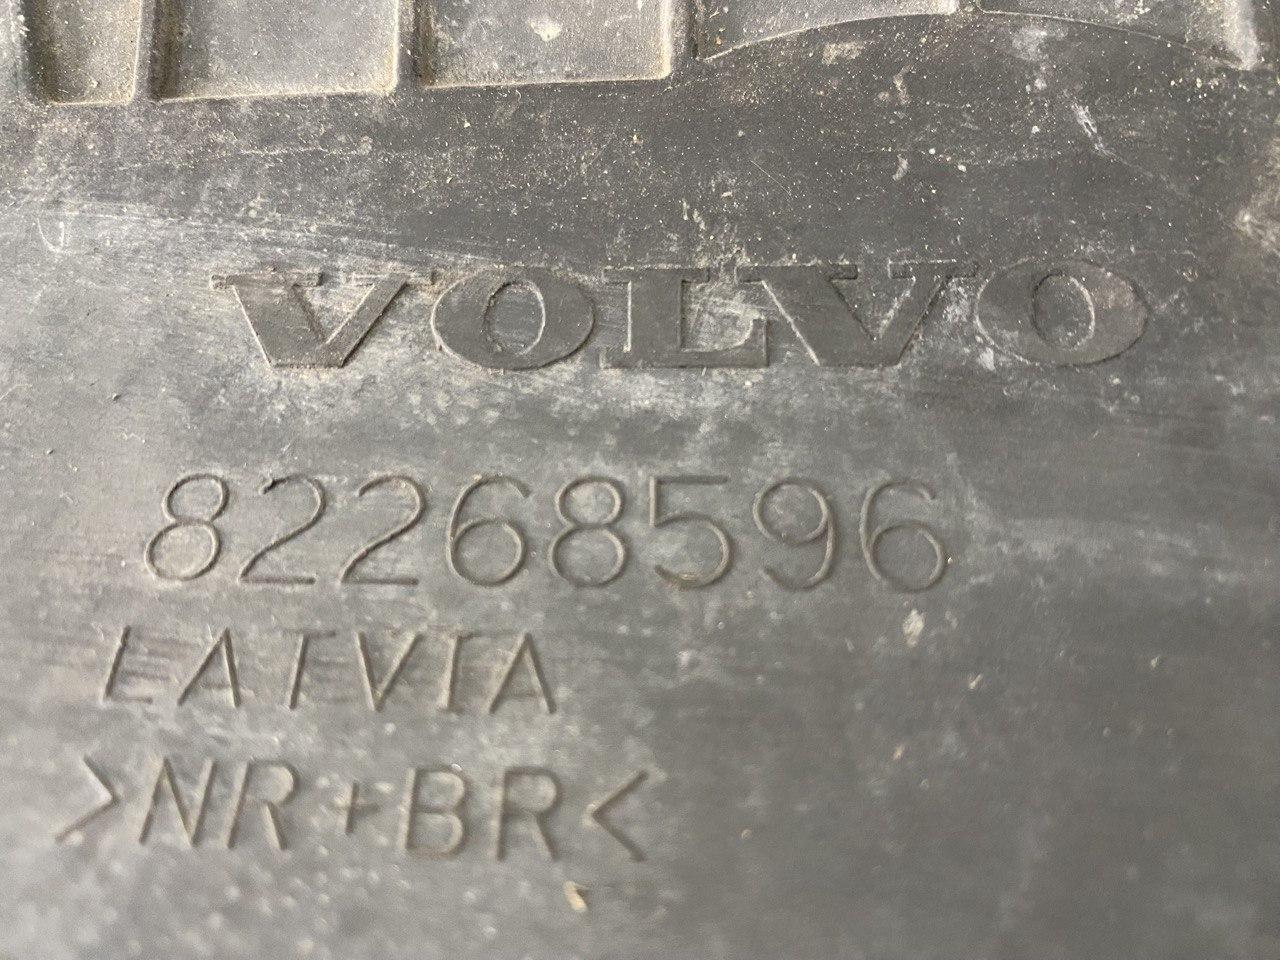 VOLVO
82268596
LATVIA
>NR+BR<